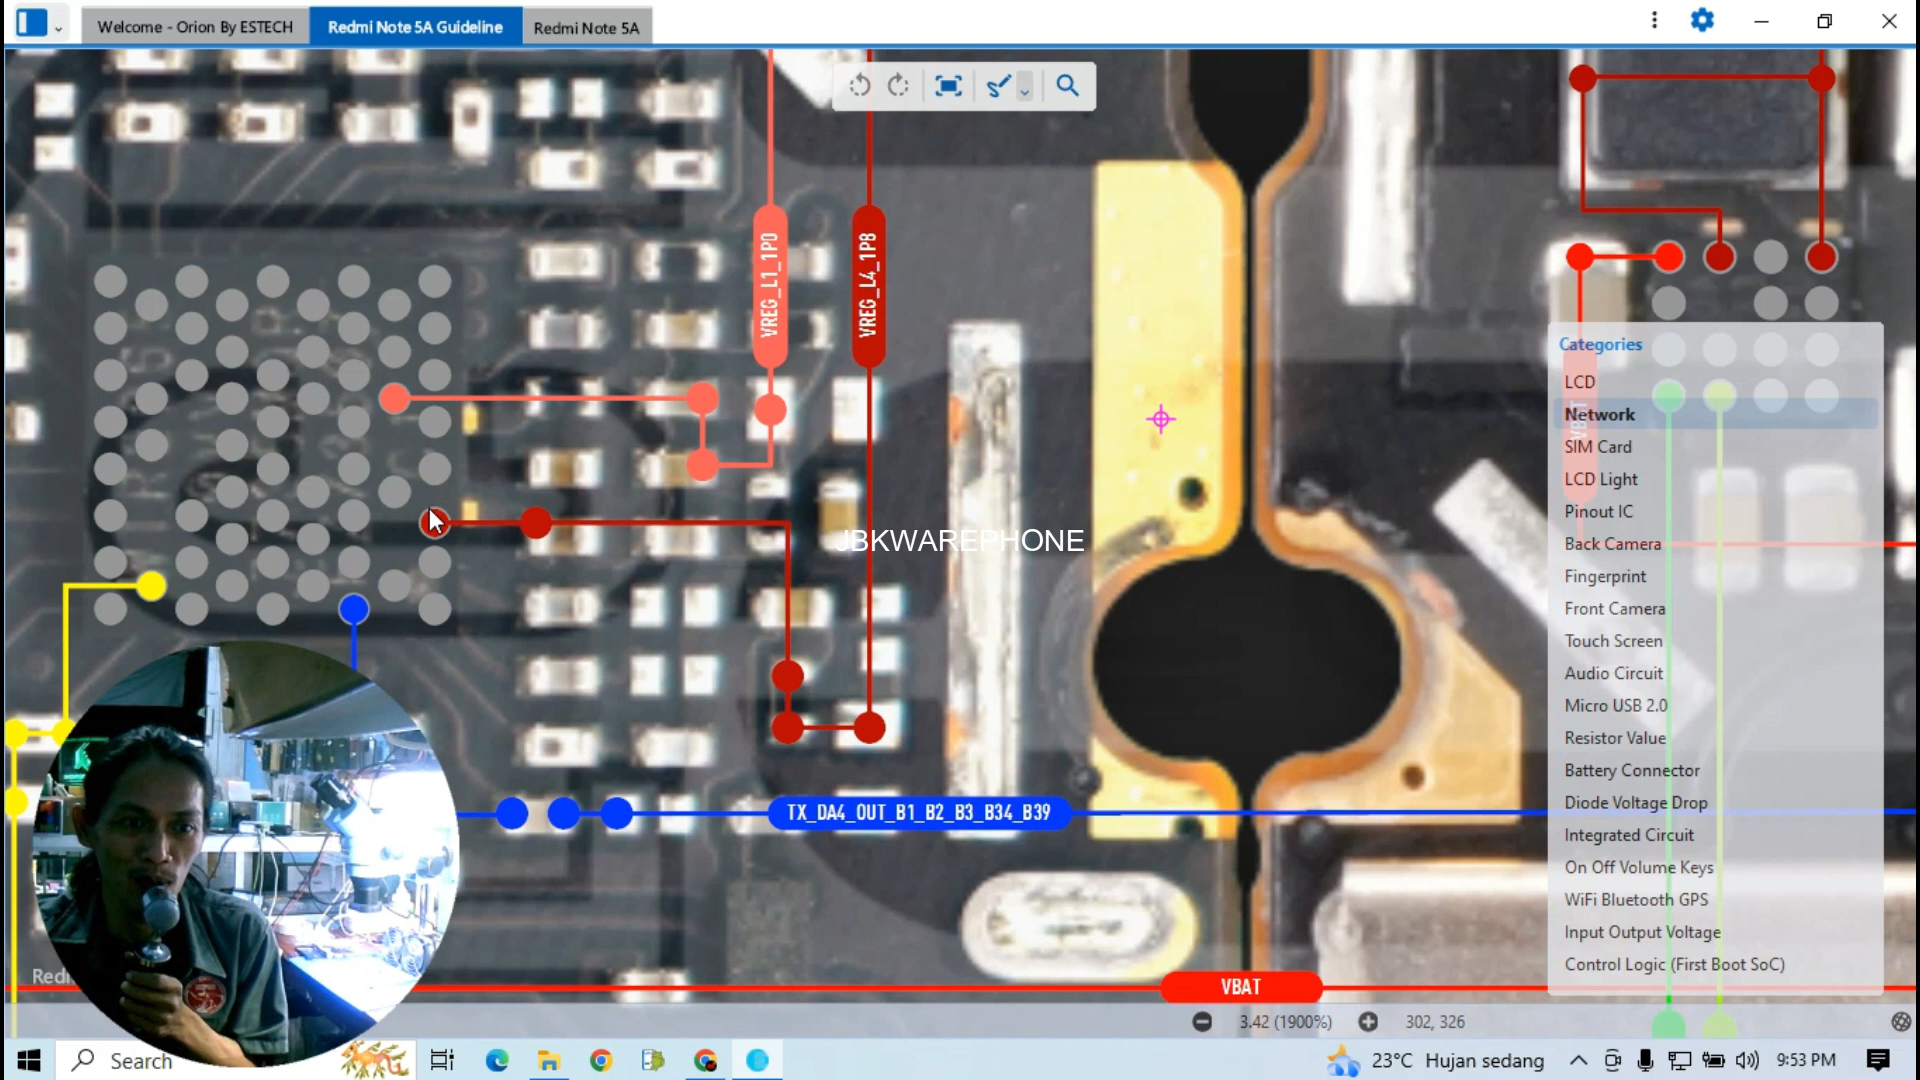 Welcome - Orion By ESTECH
Redmi Note 5A Guideline
Redmi Note 5A
VREG_L1_1P0
VREG_L4_1P8
JBKWAREPHONE
TX_DA4_OUT_B1_B2_B3_B34_B39
VBAT
VBAT
Categories
LCD
Network
SIM Card
LCD Light
Pinout IC
Back Camera
Fingerprint
Front Camera
Touch Screen
Audio Circuit
Micro USB 2.0
Resistor Value
Battery Connector
Diode Voltage Drop
Integrated Circuit
On Off Volume Keys
WiFi Bluetooth GPS
Input Output Voltage
Control Logic (First Boot SoC)
3.42 (1900%)
302, 326
Search
23°C Hujan sedang
9:53 PM